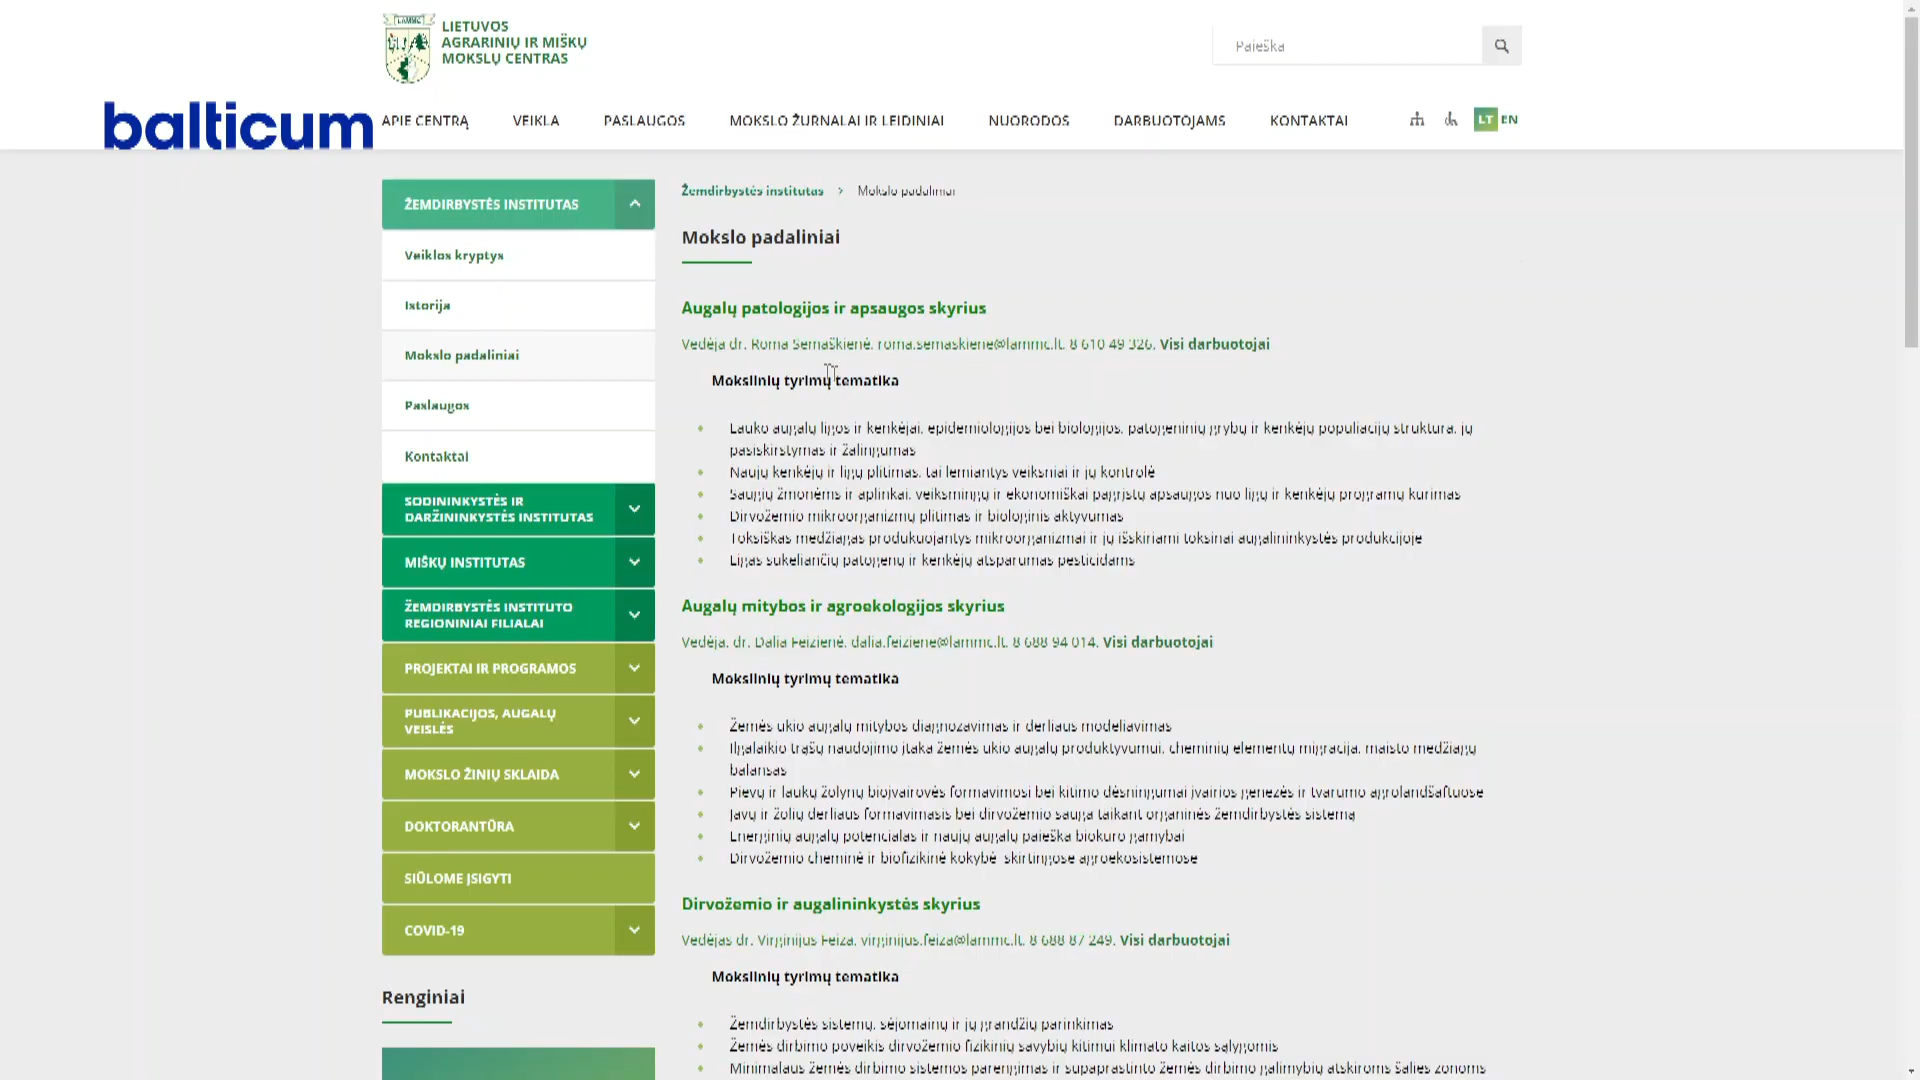 LAMMC
LIETUVOS
AGRARINIŲ IR MIŠKŲ
MOKSLŲ CENTRAS
Paieška
balticum
APIE CENTRĄ
VEIKLA
PASLAUGOS
MOKSLO ŽURNALAI IR LEIDINIAI
NUORODOS
DARBUOTOJAMS
KONTAKTAI
LT EN
ŽEMDIRBYSTĖS INSTITUTAS
Veiklos kryptys
Istorija
Mokslo padaliniai
Paslaugos
Kontaktai
SODININKYSTĖS IR
DARŽININKYSTĖS INSTITUTAS
MIŠKŲ INSTITUTAS
ŽEMDIRBYSTĖS INSTITUTO
REGIONINIAI FILIALAI
PROJEKTAI IR PROGRAMOS
PUBLIKACIJOS, AUGALŲ
VEISLĖS
MOKSLO ŽINIŲ SKLAIDA
DOKTORANTŪRA
SIŪLOME ĮSIGYTI
COVID-19
Renginiai
Žemdirbystės institutas > Mokslo padaliniai
Mokslo padaliniai
Augalų patologijos ir apsaugos skyrius
Vedėja dr. Roma Semaškienė, roma.semaskiene@lammc.lt, 8 610 49 326. Visi darbuotojai
Mokslinių tyrimų tematika
Lauko augalų ligos ir kenkėjai, epidemiologijos bei biologijos, patogeninių grybų ir kenkėjų populiacijų struktūra, jų
pasiskirstymas ir žalingumas
Naujų kenkėjų ir ligų plitimas, tai lemiantys veiksniai ir jų kontrolė
Saugių žmonėms ir aplinkai, veiksmingų ir ekonomiškai pagrįstų apsaugos nuo ligų ir kenkėjų programų kūrimas
Dirvožemio mikroorganizmų plitimas ir biologinis aktyvumas
Toksiškas medžiagas produkuojantys mikroorganizmai ir jų išskiriami toksinai augalininkystės produkcijoje
Ligas sukeliančių patogenų ir kenkėjų atsparumas pesticidams
Augalų mitybos ir agroekologijos skyrius
Vedėja, dr. Dalia Feizienė, dalia.feiziene@lammc.lt, 8 688 94 014. Visi darbuotojai
Mokslinių tyrimų tematika
Žemės ūkio augalų mitybos diagnozavimas ir derliaus modeliavimas
Ilgalaikio trąšų naudojimo įtaka žemės ūkio augalų produktyvumui, cheminių elementų migracija, maisto medžiagų
balansas
Pievų ir laukų žolynų bioįvairovės formavimosi bei kitimo dėsningumai įvairios genezės ir tvarumo agrolandšaftuose
Javų ir žolių derliaus formavimasis bei dirvožemio sauga taikant organinės žemdirbystės sistemą
Energinių augalų potencialas ir naujų augalų paieška biokuro gamybai
Dirvožemio cheminė ir biofizikinė kokybė skirtingose agroekosistemose
Dirvožemio ir augalininkystės skyrius
Vedėjas dr. Virginijus Feiza, virginijus.feiza@lammc.lt, 8 688 87 249. Visi darbuotojai
Mokslinių tyrimų tematika
Žemdirbystės sistemų, sėjomainų ir jų grandžių parinkimas
Žemės dirbimo poveikis dirvožemio fizikinių savybių kitimui klimato kaitos sąlygomis
Minimalaus žemės dirbimo sistemos parengimas ir supaprastinto žemės dirbimo galimybių atskiroms šalies zonoms